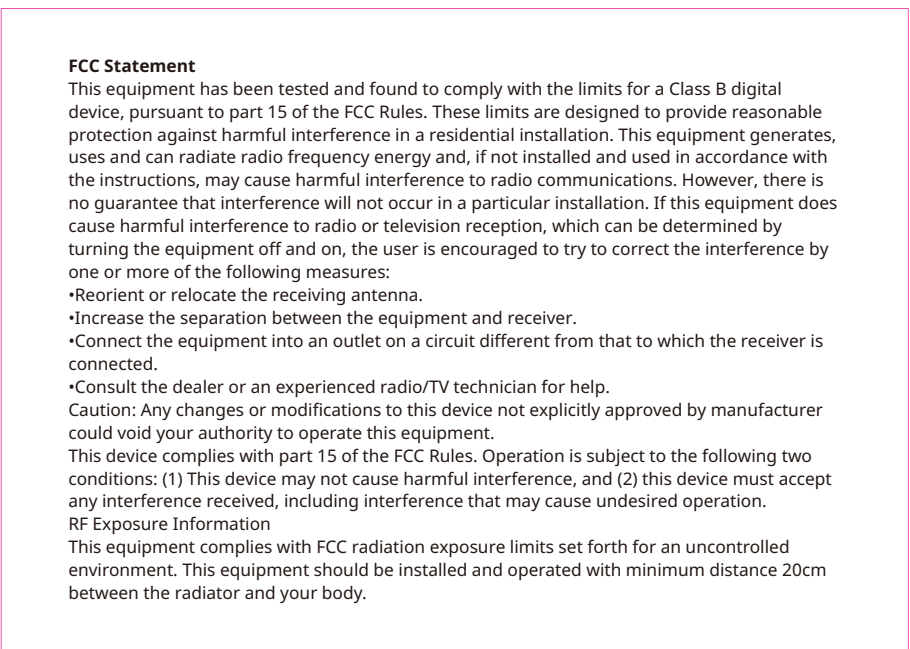 FCC Statement
This equipment has been tested and found to comply with the limits for a Class B digital
device, pursuant to part 15 of the FCC Rules. These limits are designed to provide reasonable
protection against harmful interference in a residential installation. This equipment generates,
uses and can radiate radio frequency energy and, if not installed and used in accordance with
the instructions, may cause harmful interference to radio communications. However, there is
no guarantee that interference will not occur in a particular installation. If this equipment does
cause harmful interference to radio or television reception, which can be determined by
turning the equipment off and on, the user is encouraged to try to correct the interference by
one or more of the following measures:
•Reorient or relocate the receiving antenna.
•Increase the separation between the equipment and receiver.
•Connect the equipment into an outlet on a circuit different from that to which the receiver is
connected.
•Consult the dealer or an experienced radio/TV technician for help.
Caution: Any changes or modifications to this device not explicitly approved by manufacturer
could void your authority to operate this equipment.
This device complies with part 15 of the FCC Rules. Operation is subject to the following two
conditions: (1) This device may not cause harmful interference, and (2) this device must accept
any interference received, including interference that may cause undesired operation.
RF Exposure Information
This equipment complies with FCC radiation exposure limits set forth for an uncontrolled
environment. This equipment should be installed and operated with minimum distance 20cm
between the radiator and your body.